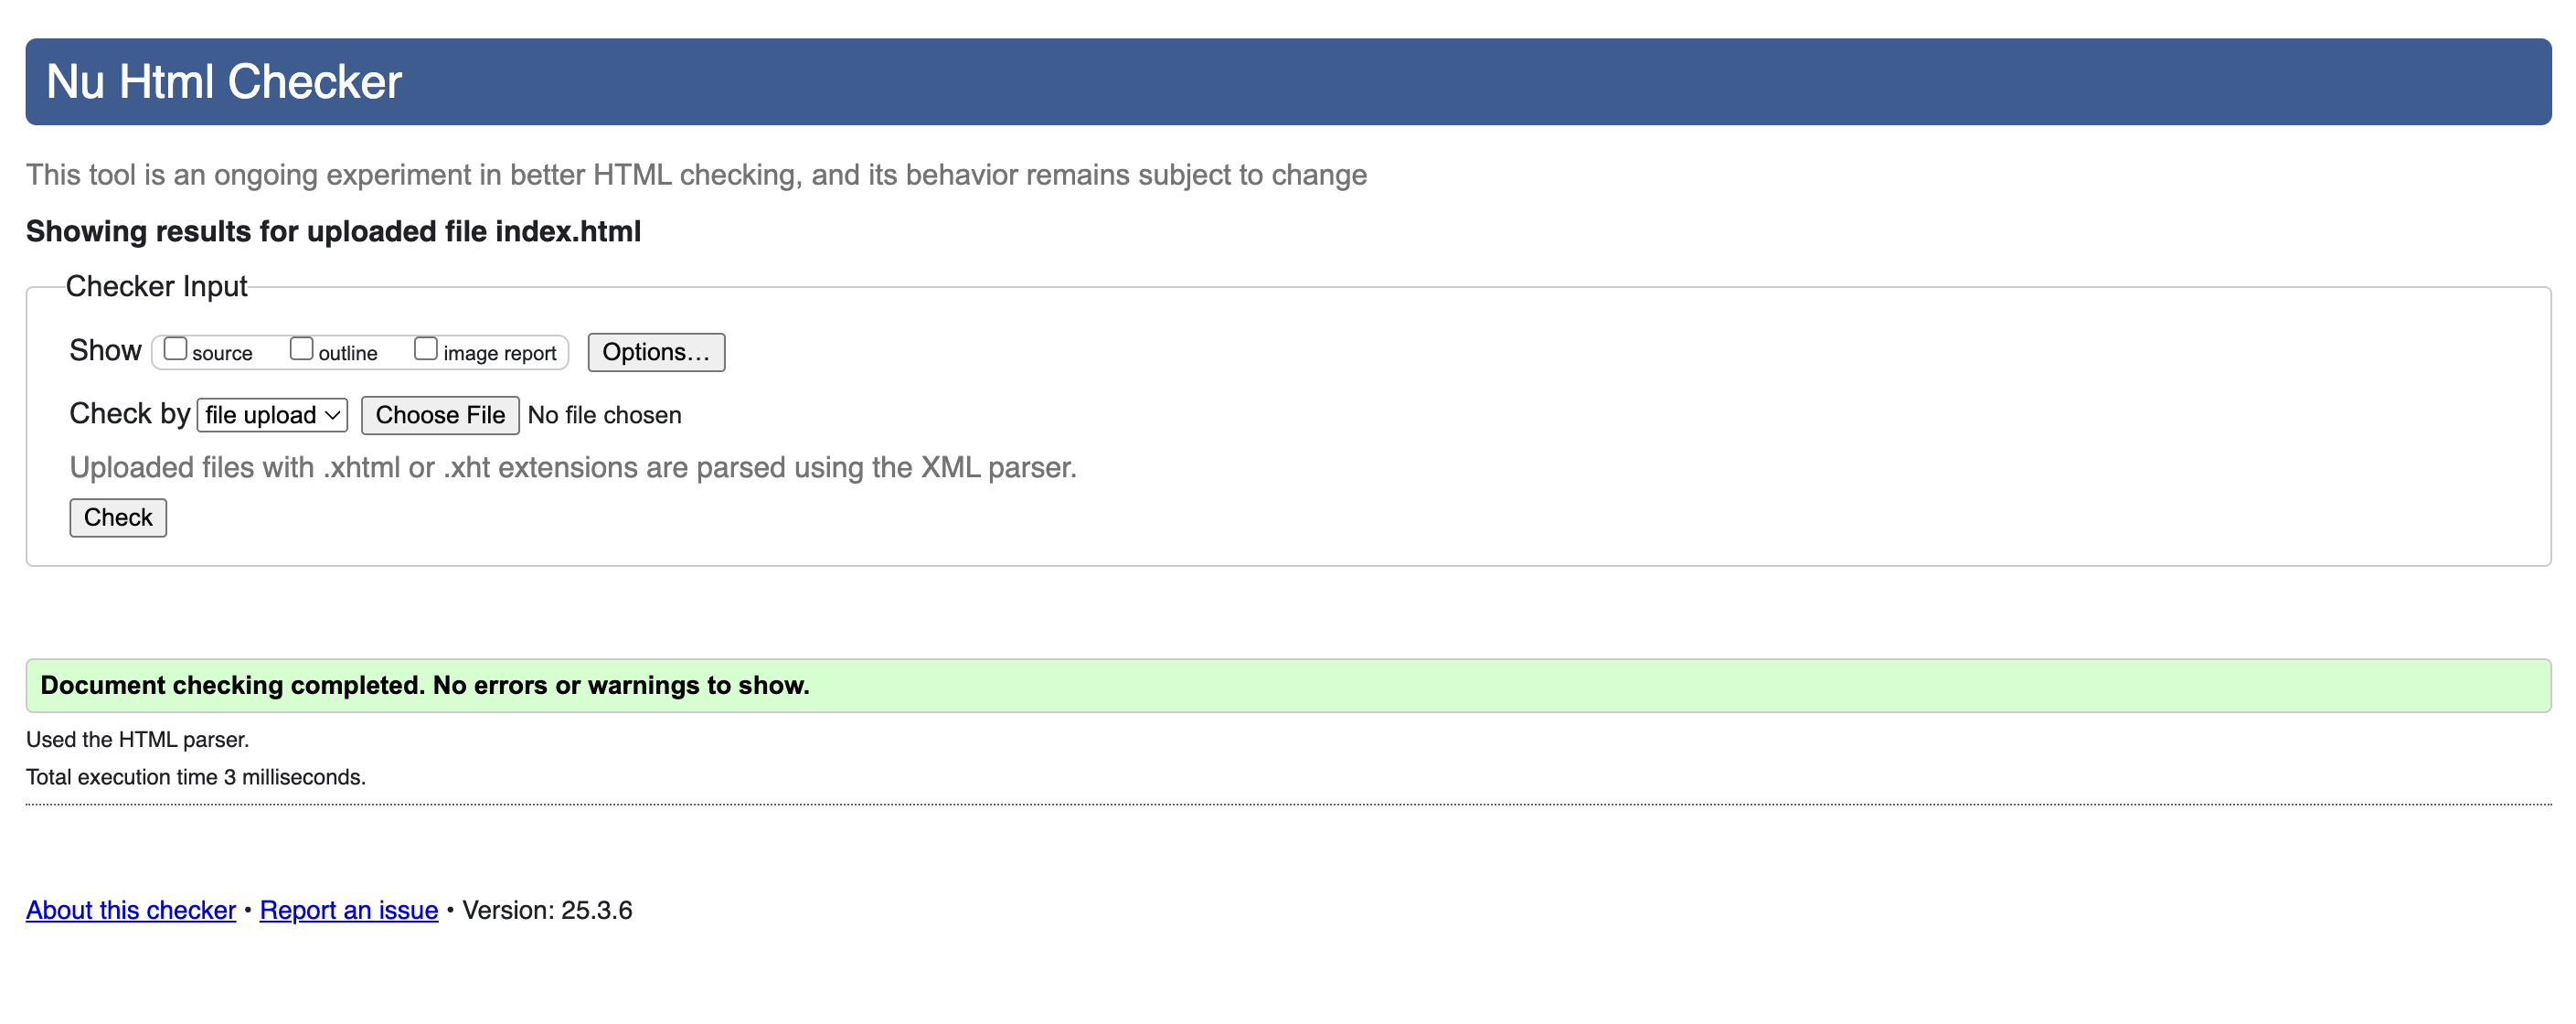 Nu Html Checker
This tool is an ongoing experiment in better HTML checking, and its behavior remains subject to change
Showing results for uploaded file index.html
Checker Input
Show source outline image report Options…
Check by file upload Choose File No file chosen
Uploaded files with .xhtml or .xht extensions are parsed using the XML parser.
Check
Document checking completed. No errors or warnings to show.
Used the HTML parser.
Total execution time 3 milliseconds.
About this checker • Report an issue • Version: 25.3.6